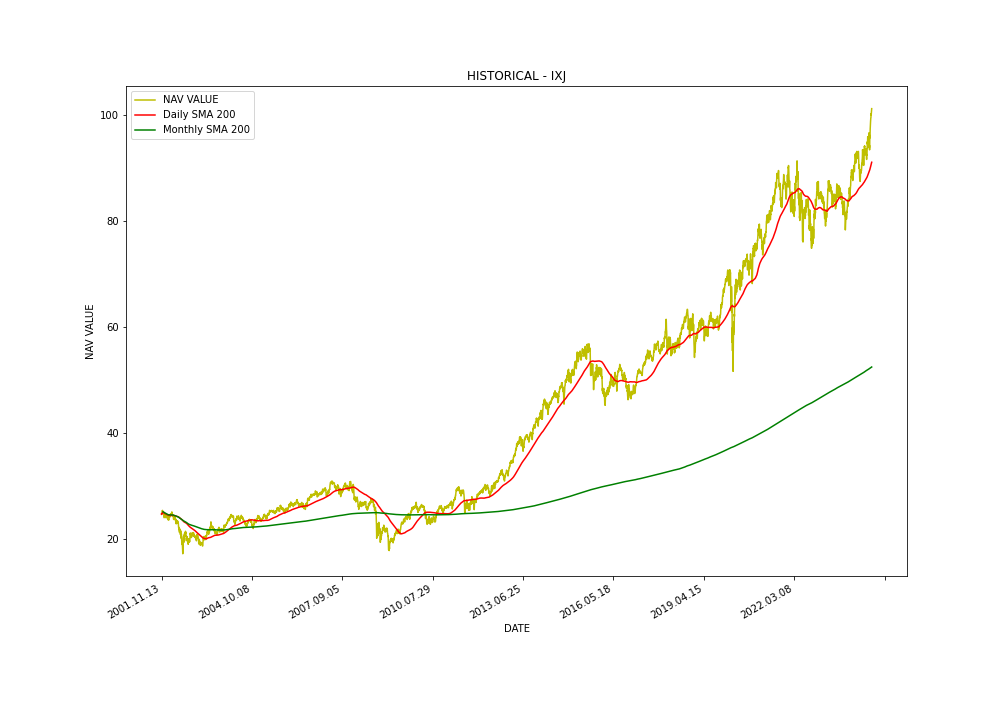 HISTORICAL - IXJ
NAV VALUE
Daily SMA 200
Monthly SMA 200
100
80
60
40
20
NAV VALUE
2001.11.13
2004.10.08
2007.09.05
2010.07.29
2013.06.25
2016.05.18
2019.04.15
2022.03.08
DATE